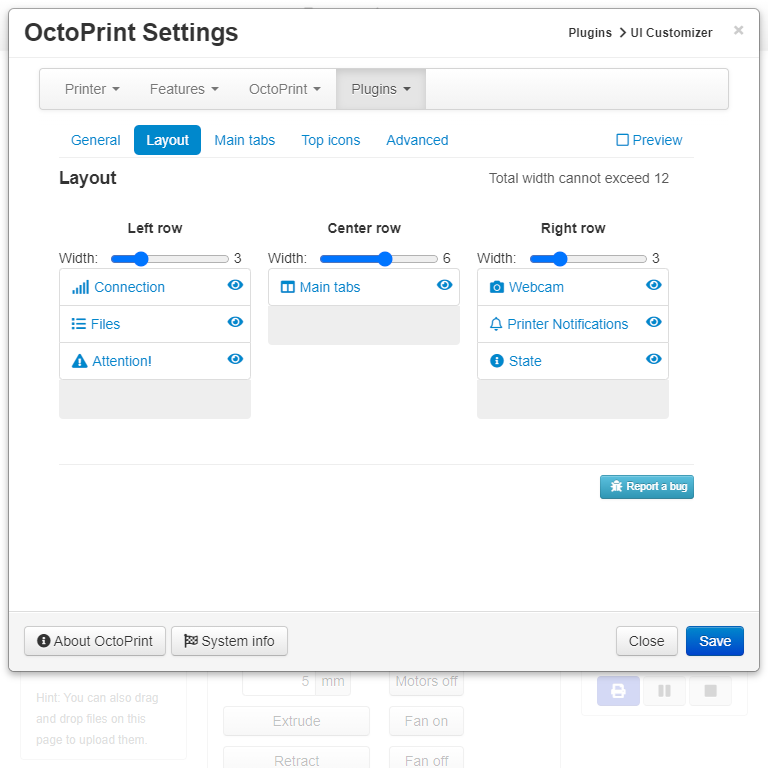 OctoPrint Settings
Plugins > UI Customizer ×
Printer Features OctoPrint Plugins
General Layout Main tabs Top icons Advanced Preview
Layout
Total width cannot exceed 12
Left row Center row Right row
Width: 3 Width: 6 Width: 3
Connection Main tabs Webcam
Files Printer Notifications
Attention! State
Report a bug
About OctoPrint System info Close Save
5 mm Motors off
Hint: You can also drag
and drop files on this
page to upload them.
Extrude Fan on
Retract Fan off